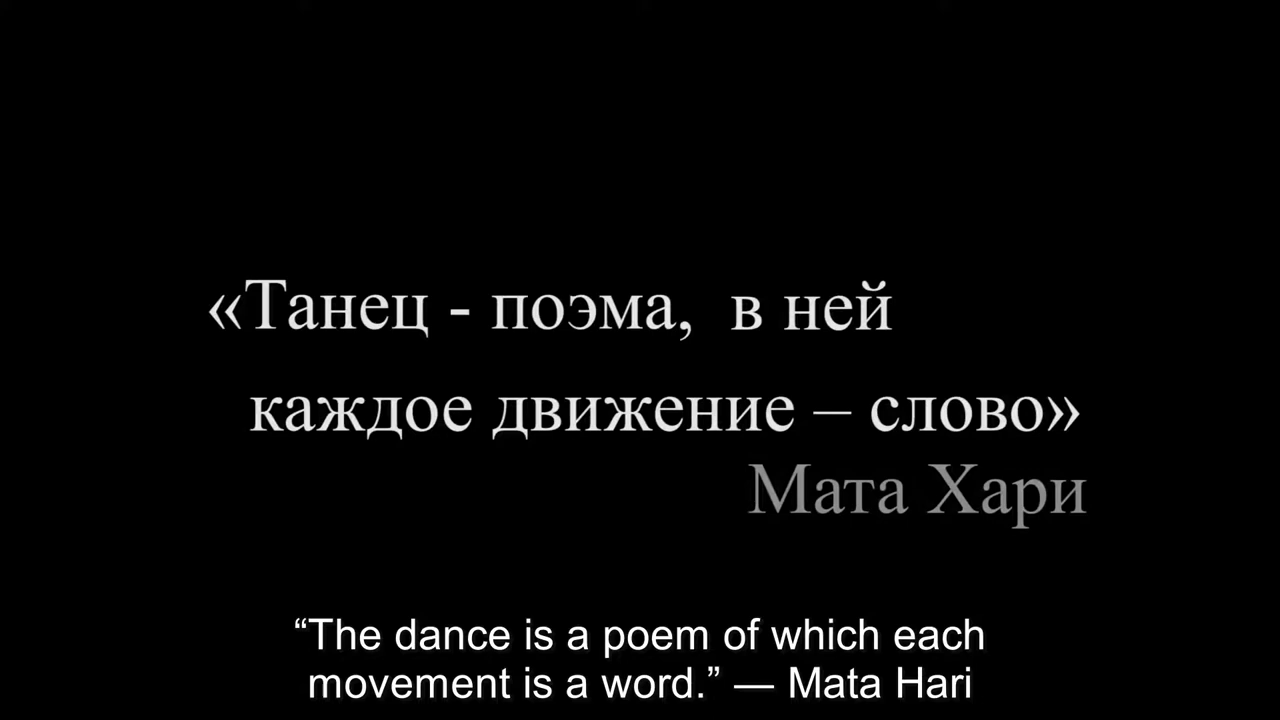 «Танец - поэма, в ней
каждое движение – слово»
Мата Хари
“The dance is a poem of which each
movement is a word.” — Mata Hari